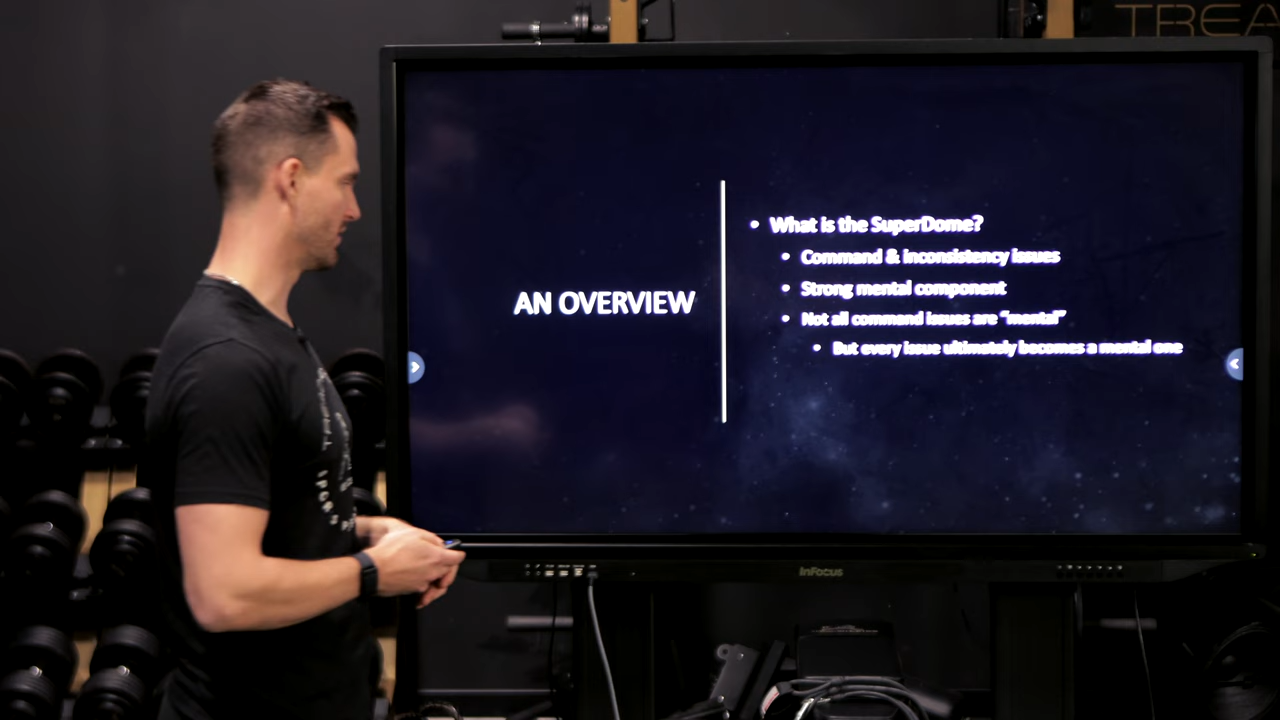 TREA
AN OVERVIEW
• What is the SuperDome?
• Command & inconsistency issues
• Strong mental component
• Not all command issues are “mental”
• But every issue ultimately becomes a mental one
InFocus